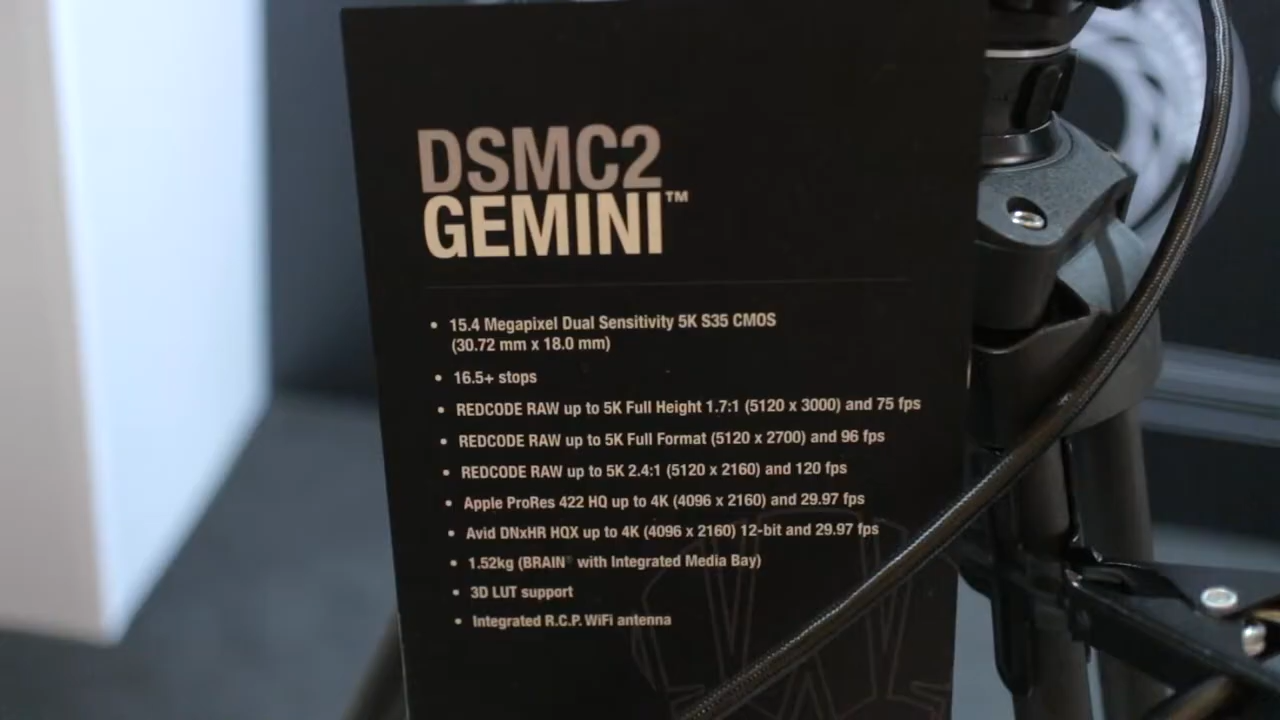 DSMC2
GEMINI™
• 15.4 Megapixel Dual Sensitivity 5K S35 CMOS
(30.72 mm x 18.0 mm)
• 16.5+ stops
• REDCODE RAW up to 5K Full Height 1.7:1 (5120 x 3000) and 75 fps
• REDCODE RAW up to 5K Full Format (5120 x 2700) and 96 fps
• REDCODE RAW up to 5K 2.4:1 (5120 x 2160) and 120 fps
• Apple ProRes 422 HQ up to 4K (4096 x 2160) and 29.97 fps
• Avid DNxHR HQX up to 4K (4096 x 2160) 12-bit and 29.97 fps
• 1.52kg (BRAIN® with Integrated Media Bay)
• 3D LUT support
• Integrated R.C.P. WiFi antenna